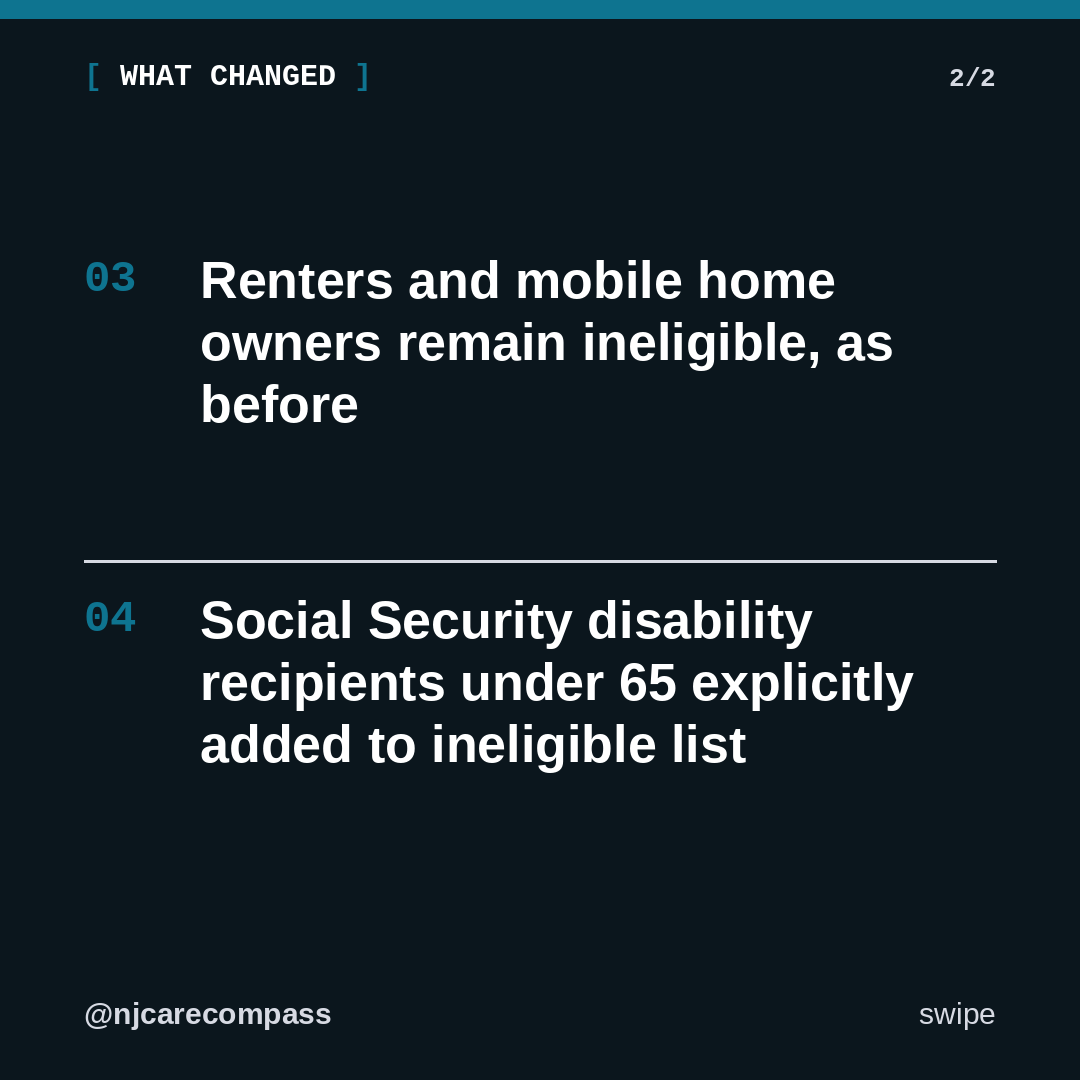 [ WHAT CHANGED ]
2/2
03
Renters and mobile home
owners remain ineligible, as
before
04
Social Security disability
recipients under 65 explicitly
added to ineligible list
@njcarecompass
swipe